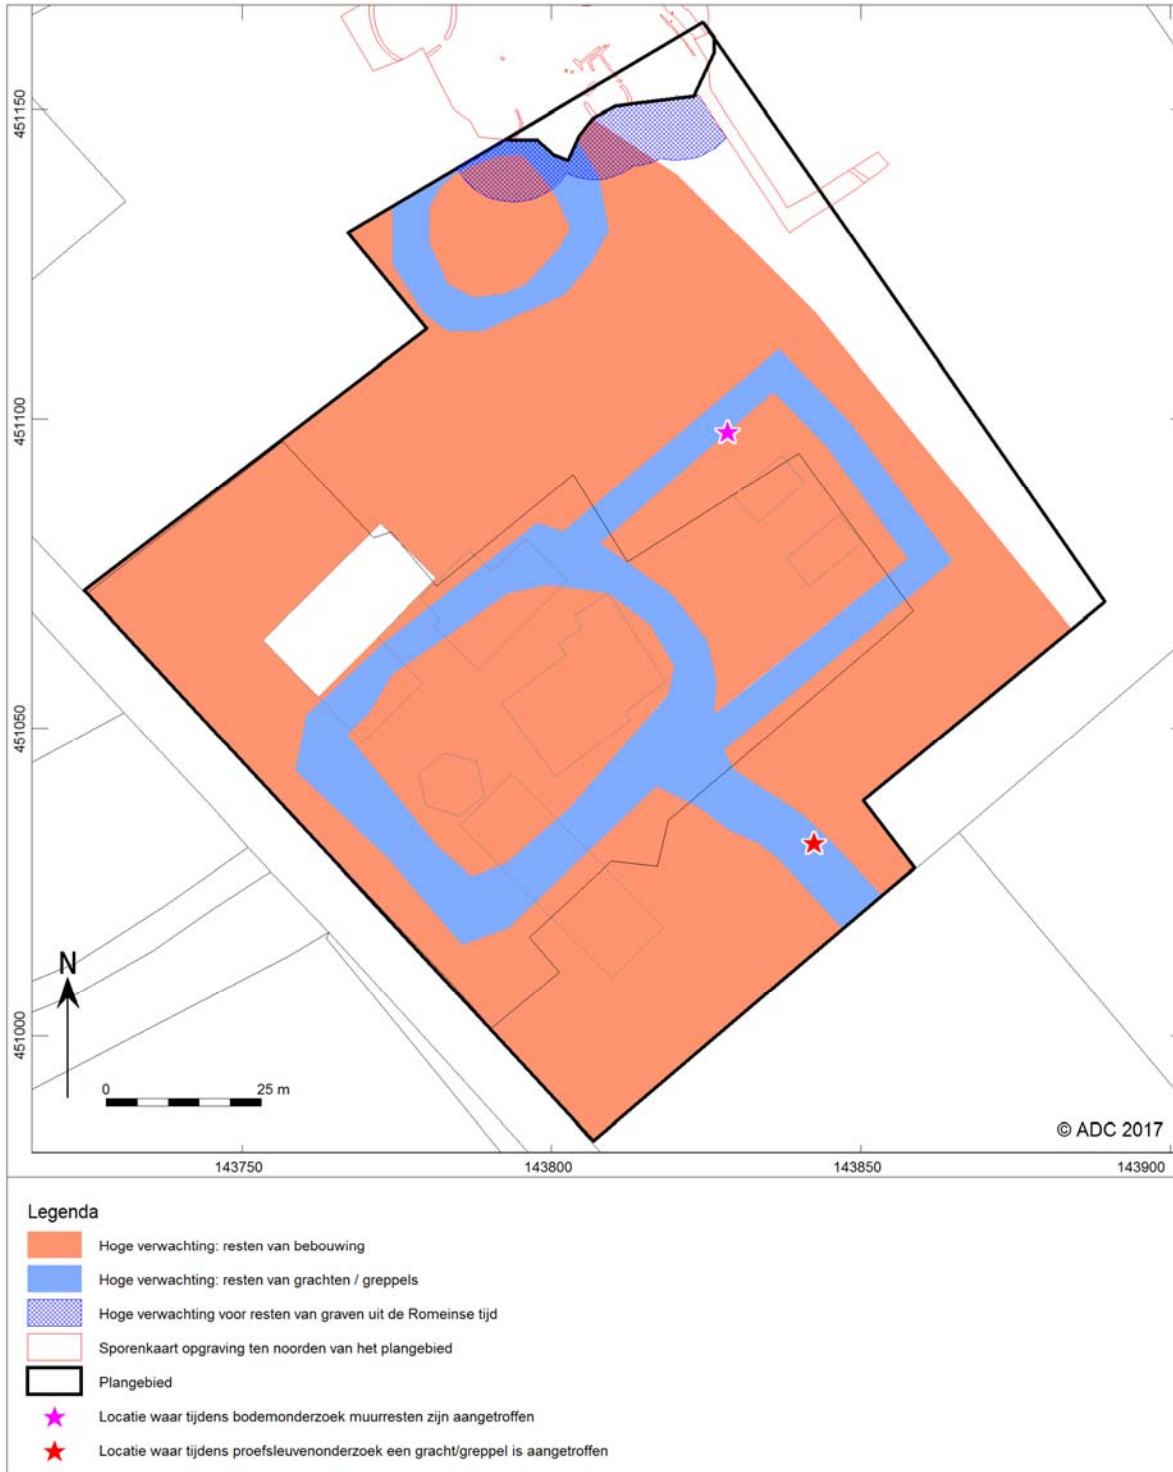 451150
451100
451050
451000
N
0 25 m
© ADC 2017
143750 143800 143850 143900
Legenda
Hoge verwachting: resten van bebouwing
Hoge verwachting: resten van grachten / greppels
Hoge verwachting voor resten van graven uit de Romeinse tijd
Sporenkaart opgraving ten noorden van het plangebied
Plangebied
Locatie waar tijdens bodemonderzoek muurresten zijn aangetroffen
Locatie waar tijdens proefsleuvenonderzoek een gracht/greppel is aangetroffen